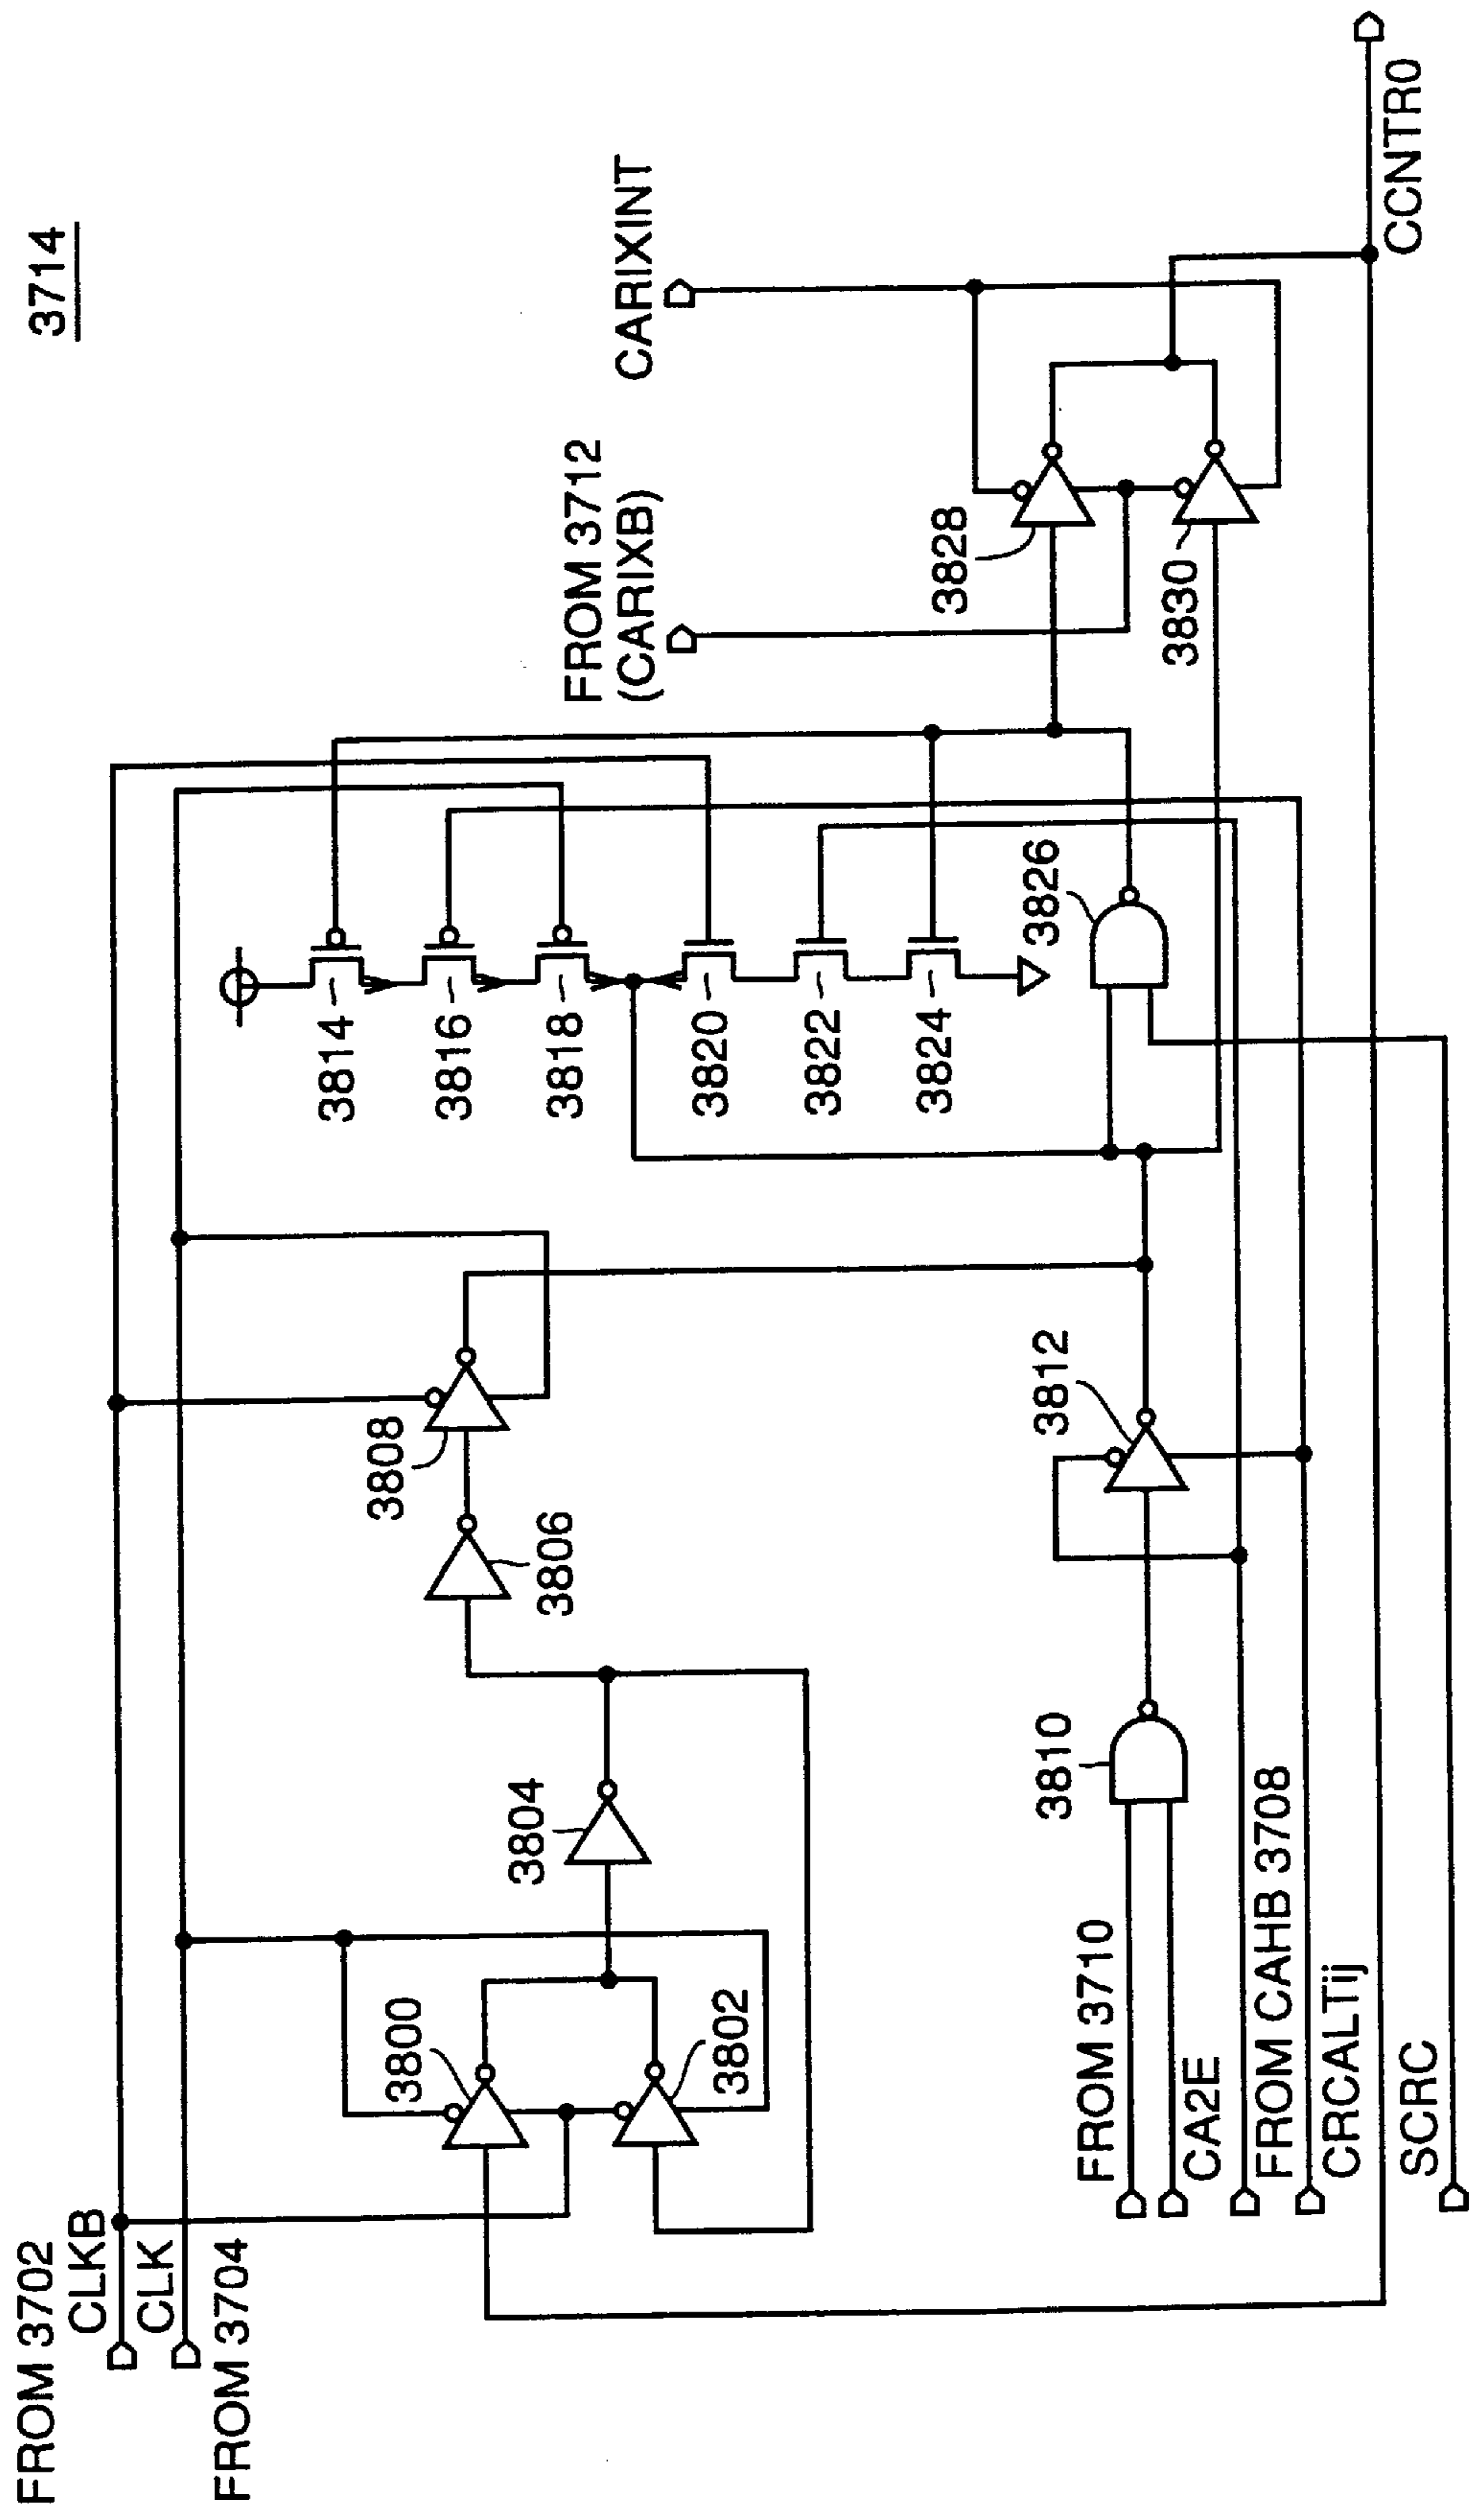 3714
FROM 3702
CLKB
CLK
FROM 3704
3800
3802
3804
3806
3808
3810
3812
3814
3816
3818
3820
3822
3824
3826
FROM 3712
(CARIXB)
CARIXINT
3828
3830
CCNTR0
FROM 3710
CA2E
FROM CAHB 3708
CRCALTij
SCRC